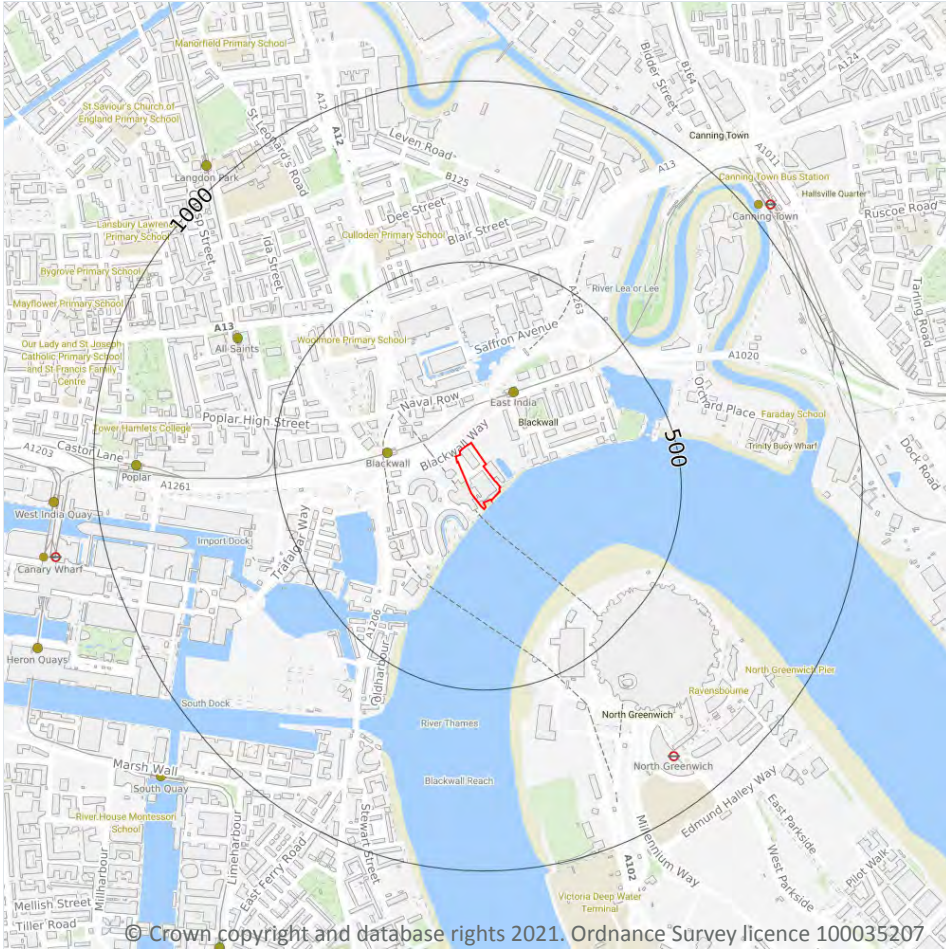 Manorfield Primary School
Bidder Street
B164
A124
St Saviour's Church of
England Primary School
A12
St Leonard's Road
Leven Road
Canning Town
A13
A1011
Langdon Park
B125
Canning Town Bus Station
1000
Hallsville Quarter
Canning Town
Dee Street
Ruscoe Road
Lansbury Lawrence
Primary School
Ida Street
Culloden Primary School
Blair Street
Bygrove Primary School
River Lea or Lee
Tarling Road
A1263
Mayflower Primary School
A13
All Saints
Woolmore Primary School
Saffron Avenue
Our Lady and St Joseph
Catholic Primary School
and St Francis Family
Centre
A1020
Naval Row
East India
Orchard Place
Poplar High Street
Blackwall
Faraday School
Tower Hamlets College
500
Castor Lane
A1203
Blackwall Way
Trinity Buoy Wharf
Dock Road
Blackwall
Poplar
A1261
West India Quay
Import Dock
Trafalgar Way
Canary Wharf
A1206
Heron Quays
Coldharbour
North Greenwich Pier
Ravensbourne
South Dock
North Greenwich
River Thames
North Greenwich
Marsh Wall
South Quay
Blackwall Reach
Edmund Halley Way
East Parkside
River House Montessori
School
Limeharbour
Millharbour
Stewart Street
East Ferry Road
Millennium Way
West Parkside
Pilot Walk
A102
Victoria Deep Water
Terminal
Mellish Street
Tiller Road
© Crown copyright and database rights 2021. Ordnance Survey licence 100035207